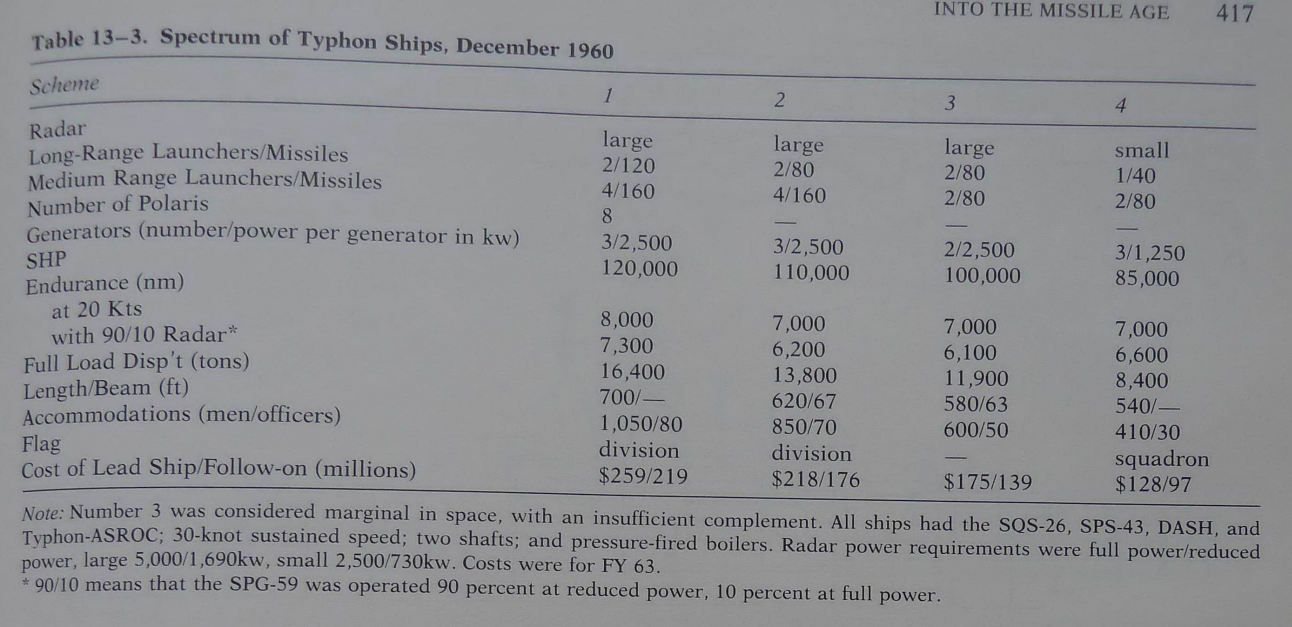 INTO THE MISSILE AGE 417
Table 13–3. Spectrum of Typhon Ships, December 1960
Scheme 1 2 3 4
Radar large large large small
Long-Range Launchers/Missiles 2/120 2/80 2/80 1/40
Medium Range Launchers/Missiles 4/160 4/160 2/80 2/80
Number of Polaris 8 — — —
Generators (number/power per generator in kw) 3/2,500 3/2,500 2/2,500 3/1,250
SHP 120,000 110,000 100,000 85,000
Endurance (nm)
at 20 Kts 8,000 7,000 7,000 7,000
with 90/10 Radar* 7,300 6,200 6,100 6,600
Full Load Disp't (tons) 16,400 13,800 11,900 8,400
Length/Beam (ft) 700/— 620/67 580/63 540/—
Accommodations (men/officers) 1,050/80 850/70 600/50 410/30
Flag division division — squadron
Cost of Lead Ship/Follow-on (millions) $259/219 $218/176 $175/139 $128/97
Note: Number 3 was considered marginal in space, with an insufficient complement. All ships had the SQS-26, SPS-43, DASH, and
Typhon-ASROC; 30-knot sustained speed; two shafts; and pressure-fired boilers. Radar power requirements were full power/reduced
power, large 5,000/1,690kw, small 2,500/730kw. Costs were for FY 63.
* 90/10 means that the SPG-59 was operated 90 percent at reduced power, 10 percent at full power.